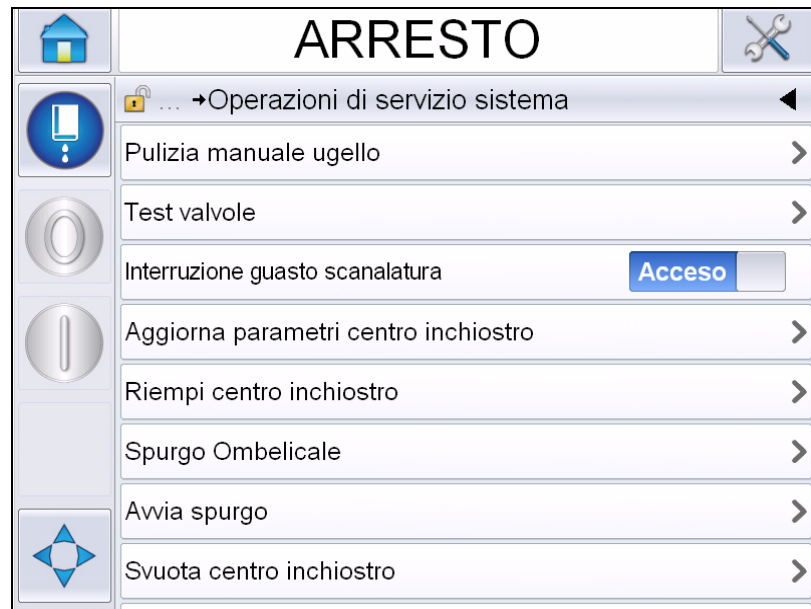 ARRESTO
... →Operazioni di servizio sistema
Pulizia manuale ugello
Test valvole
Interruzione guasto scanalatura
Acceso
Aggiorna parametri centro inchiostro
Riempi centro inchiostro
Spurgo Ombelicale
Avvia spurgo
Svuota centro inchiostro